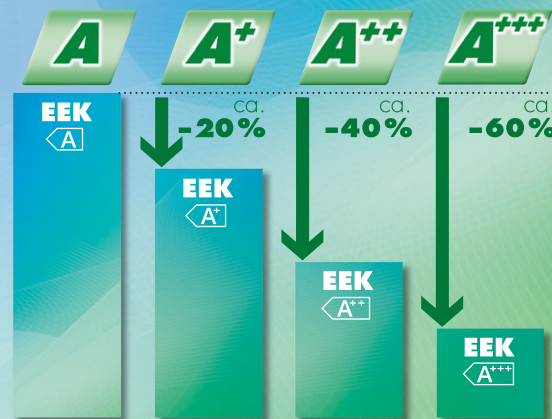 A A+ A++ A+++
ca. ca. ca.
-20% -40% -60%
EEK
A
EEK
A+
EEK
A++
EEK
A+++